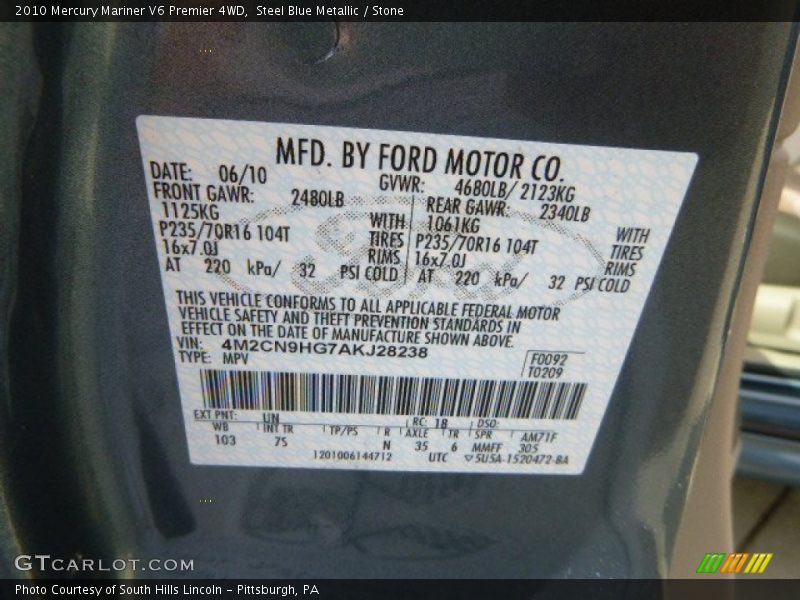 2010 Mercury Mariner V6 Premier 4WD, Steel Blue Metallic / Stone
MFD. BY FORD MOTOR CO.
DATE: 06/10 GVWR: 4680LB/ 2123KG
FRONT GAWR: 2480LB REAR GAWR: 2340LB
1125KG WITH 1061KG WITH
P235/70R16 104T TIRES P235/70R16 104T TIRES
16x7.0J RIMS 16x7.0J RIMS
AT 220 kPa/ 32 PSI COLD AT 220 kPa/ 32 PSI COLD
THIS VEHICLE CONFORMS TO ALL APPLICABLE FEDERAL MOTOR
VEHICLE SAFETY AND THEFT PREVENTION STANDARDS IN
EFFECT ON THE DATE OF MANUFACTURE SHOWN ABOVE.
VIN: 4M2CN9HG7AKJ28238 F0092
TYPE: MPV T0209
EXT PNT: UN RC: 18 DSO:
WB INT TR TP/PS R AXLE TR SPR AM71F
103 7S N 35 6 MMFF 305
1201006144712 UTC ▽5U5A-1520472-BA
GTCARLOT.COM
Photo Courtesy of South Hills Lincoln - Pittsburgh, PA